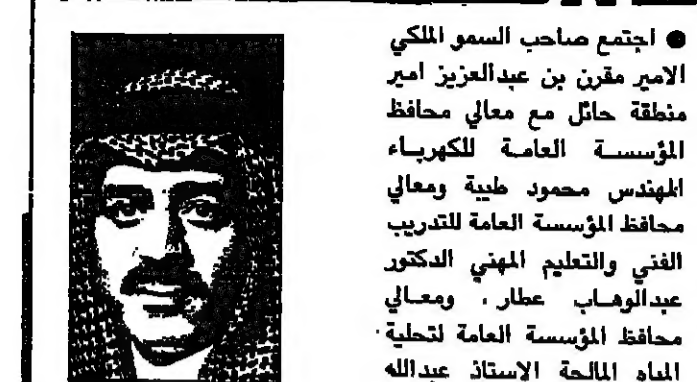 ● اجتمع صاحب السمو الملكي
الامير مقرن بن عبدالعزيز امير
منطقة حائل مع معالي محافظ
المؤسسة العامة للكهرباء
المهندس محمود طيبة ومعالي
محافظ المؤسسة العامة للتدريب
الفني والتعليم المهني الدكتور
عبدالوهاب عطار ، ومعالي
محافظ المؤسسة العامة لتحلية
المياه المالحة الاستاذ عبدالله